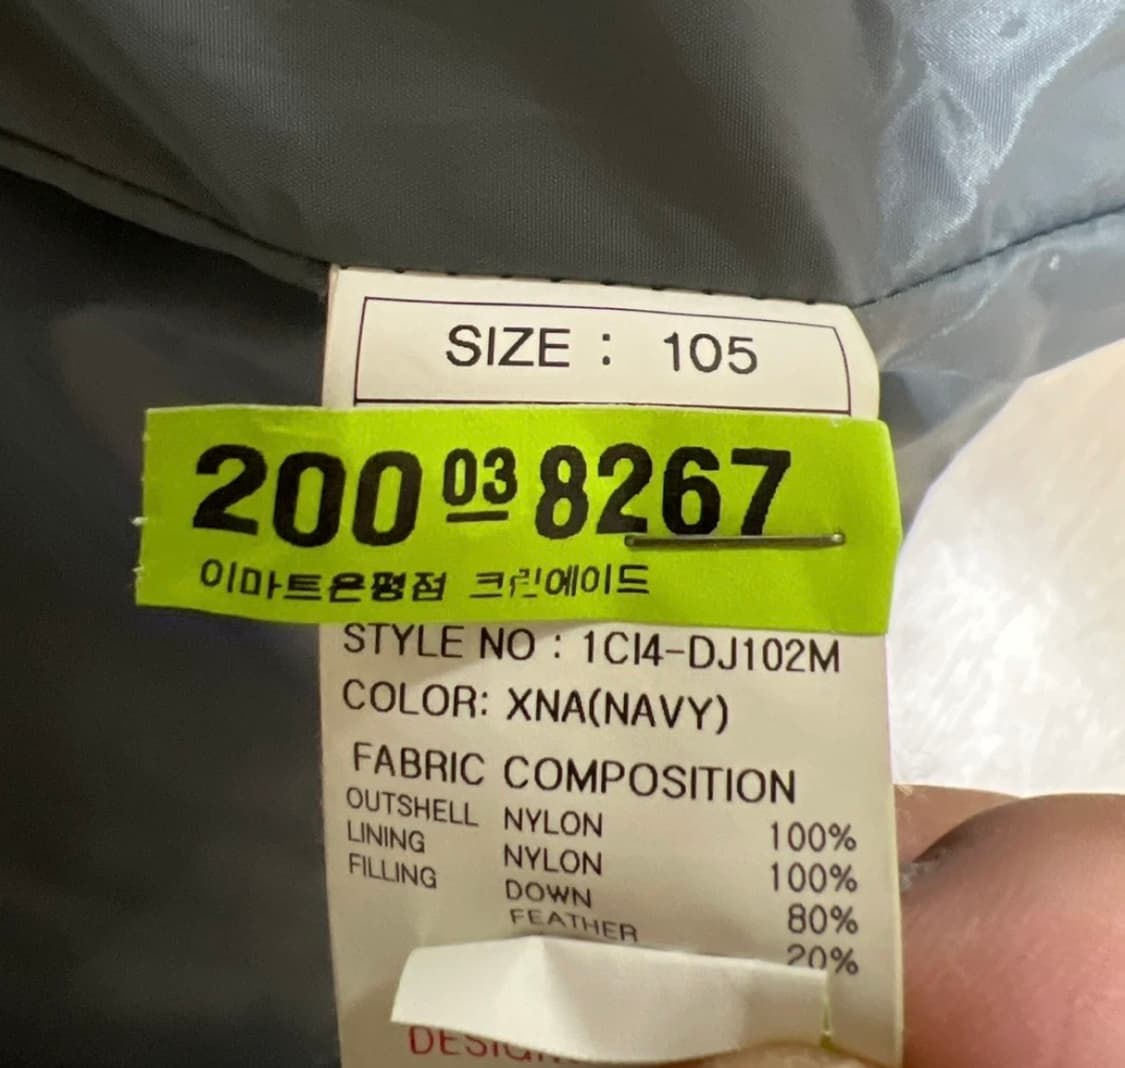 SIZE : 105
200 03 8267
이마트은평점 크린에이드
STYLE NO : 1CI4-DJ102M
COLOR: XNA(NAVY)
FABRIC COMPOSITION
OUTSHELL NYLON 100%
LINING NYLON 100%
FILLING DOWN 80%
FEATHER 20%